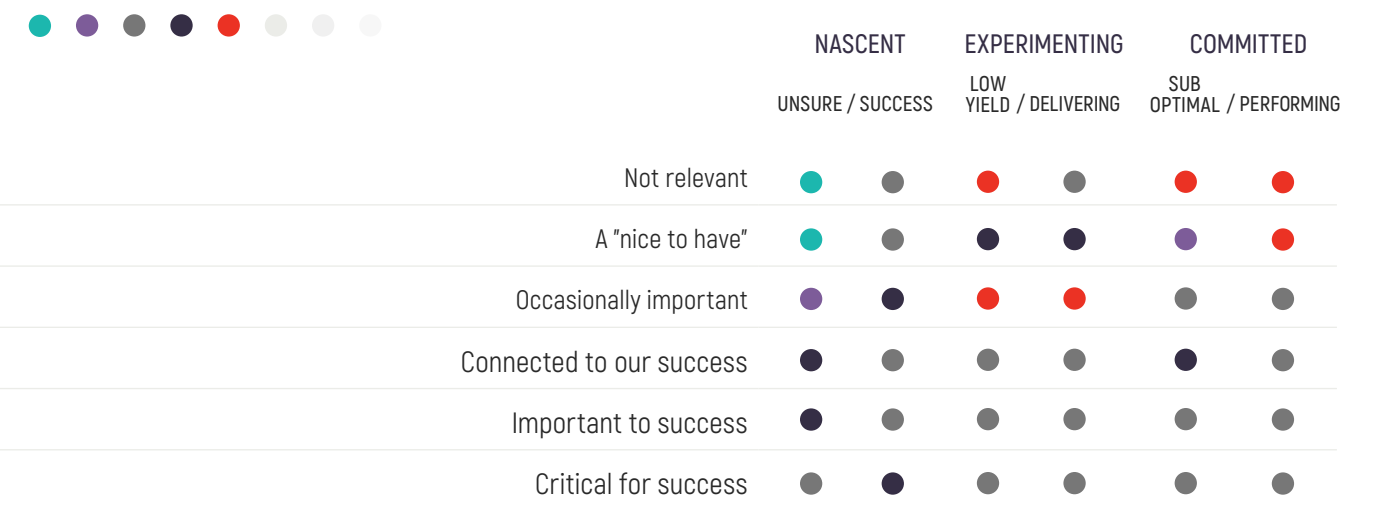 NASCENT EXPERIMENTING COMMITTED
UNSURE / SUCCESS LOW YIELD / DELIVERING SUB OPTIMAL / PERFORMING
Not relevant
A "nice to have"
Occasionally important
Connected to our success
Important to success
Critical for success